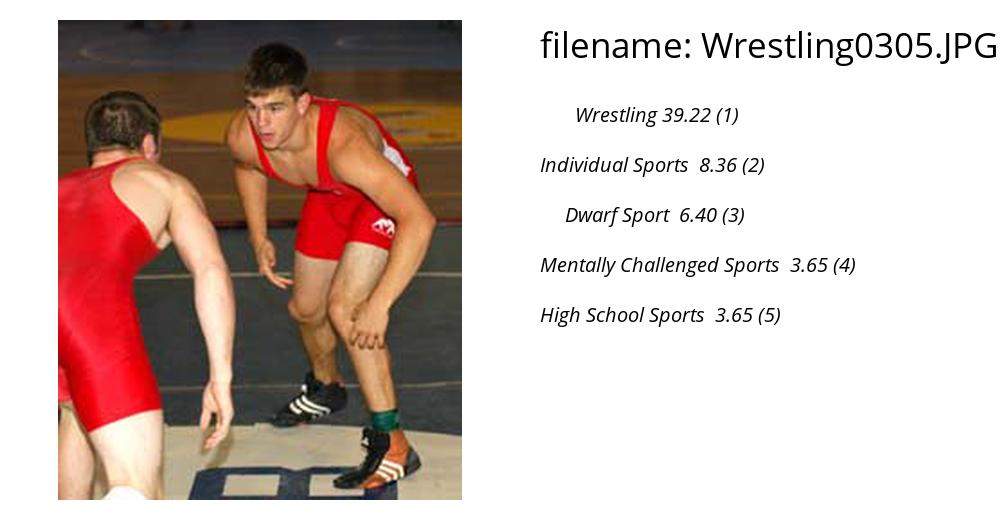 filename: Wrestling0305.JPG
Wrestling 39.22 (1)
Individual Sports 8.36 (2)
Dwarf Sport 6.40 (3)
Mentally Challenged Sports 3.65 (4)
High School Sports 3.65 (5)